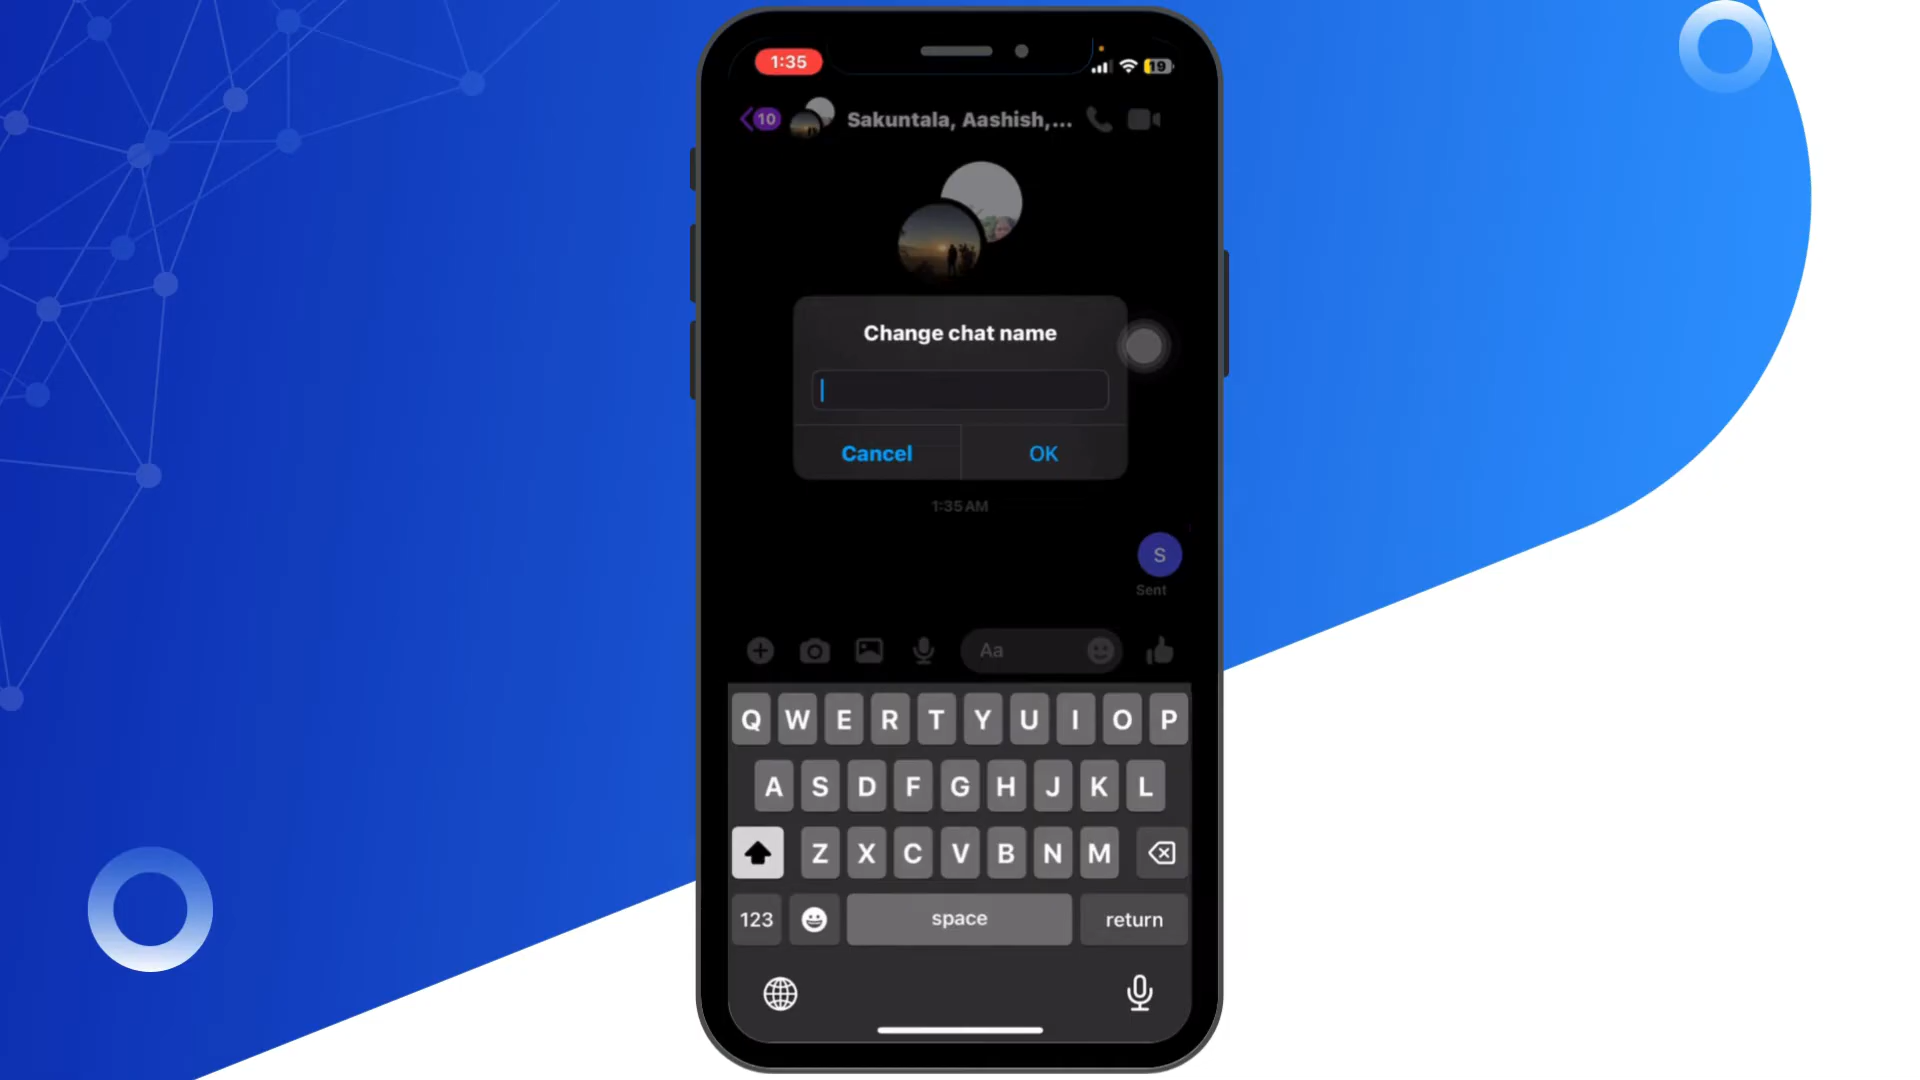 1:35
19
10
Sakuntala, Aashish,...
Change chat name
Cancel OK
1:35 AM
S
Sent
Aa
Q W E R T Y U I O P
A S D F G H J K L
Z X C V B N M
123 space return